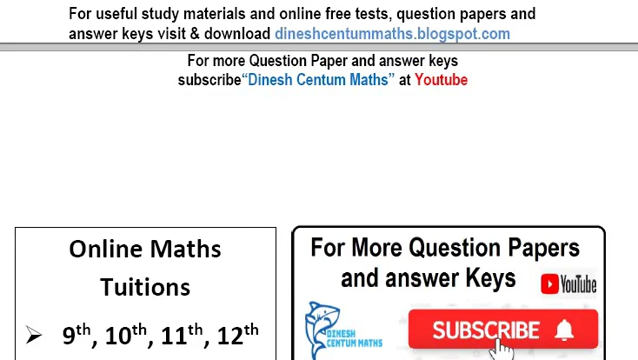 For useful study materials and online free tests, question papers and
answer keys visit & download dineshcentummaths.blogspot.com
For more Question Paper and answer keys
subscribe“Dinesh Centum Maths” at Youtube
Online Maths
Tuitions
➢ 9th, 10th, 11th, 12th
For More Question Papers
and answer Keys
YouTube
DINESH
CENTUM MATHS
SUBSCRIBE